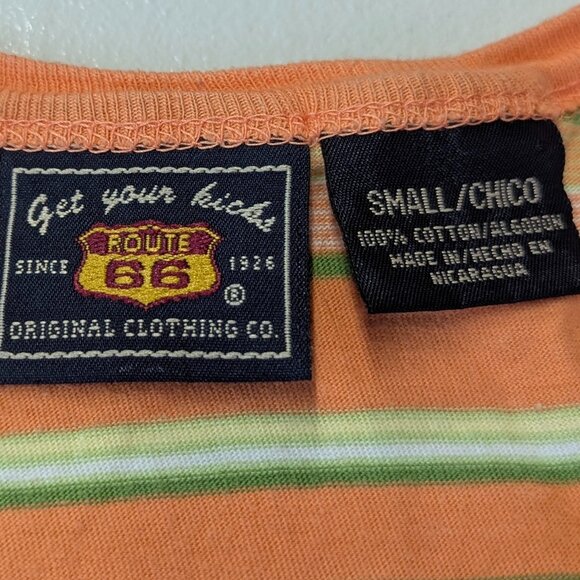 Get your kicks
ROUTE
66
SINCE 1926
®
ORIGINAL CLOTHING CO.
SMALL/CHICO
100% COTTON/ALGODON
MADE IN/HECHO EN
NICARAGUA